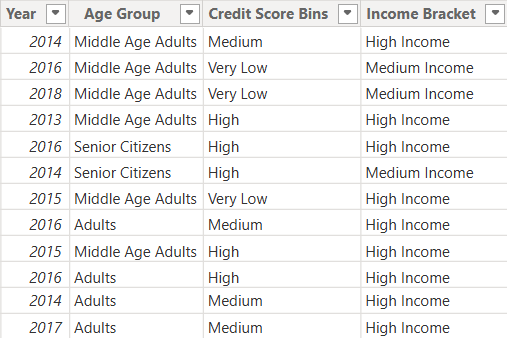 Year Age Group Credit Score Bins Income Bracket
2014 Middle Age Adults Medium High Income
2016 Middle Age Adults Very Low Medium Income
2018 Middle Age Adults Very Low Medium Income
2013 Middle Age Adults High High Income
2016 Senior Citizens High High Income
2014 Senior Citizens High Medium Income
2015 Middle Age Adults Very Low High Income
2016 Adults Medium High Income
2015 Middle Age Adults High High Income
2016 Adults High High Income
2014 Adults Medium High Income
2017 Adults Medium High Income